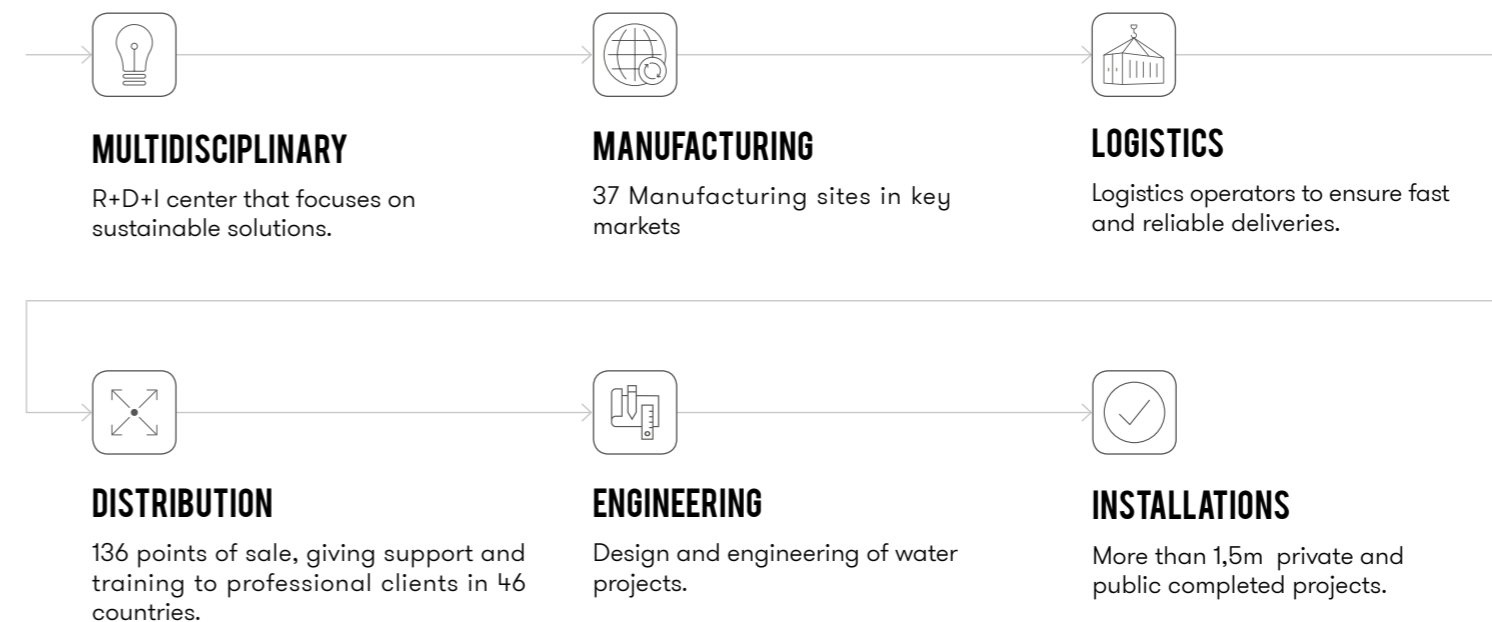 MULTIDISCIPLINARY
R+D+I center that focuses on
sustainable solutions.
MANUFACTURING
37 Manufacturing sites in key
markets
LOGISTICS
Logistics operators to ensure fast
and reliable deliveries.
DISTRIBUTION
136 points of sale, giving support and
training to professional clients in 46
countries.
ENGINEERING
Design and engineering of water
projects.
INSTALLATIONS
More than 1,5m  private and
public completed projects.